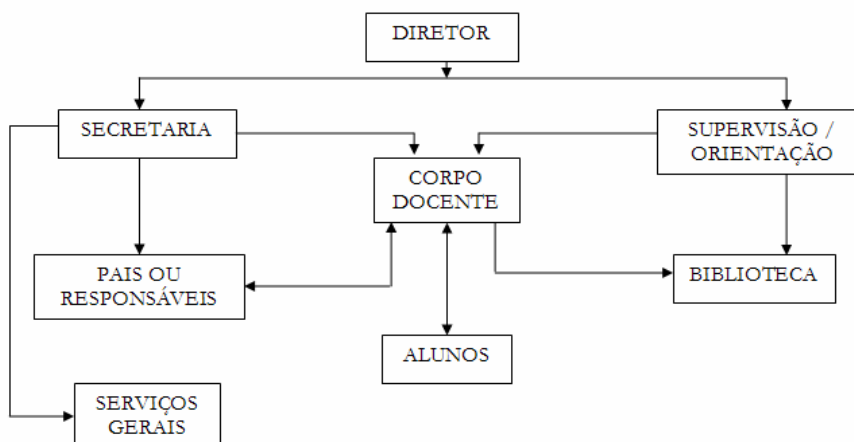 DIRETOR
SECRETARIA
SUPERVISÃO /
ORIENTAÇÃO
CORPO
DOCENTE
PAIS OU
RESPONSÁVEIS
BIBLIOTECA
ALUNOS
SERVIÇOS
GERAIS